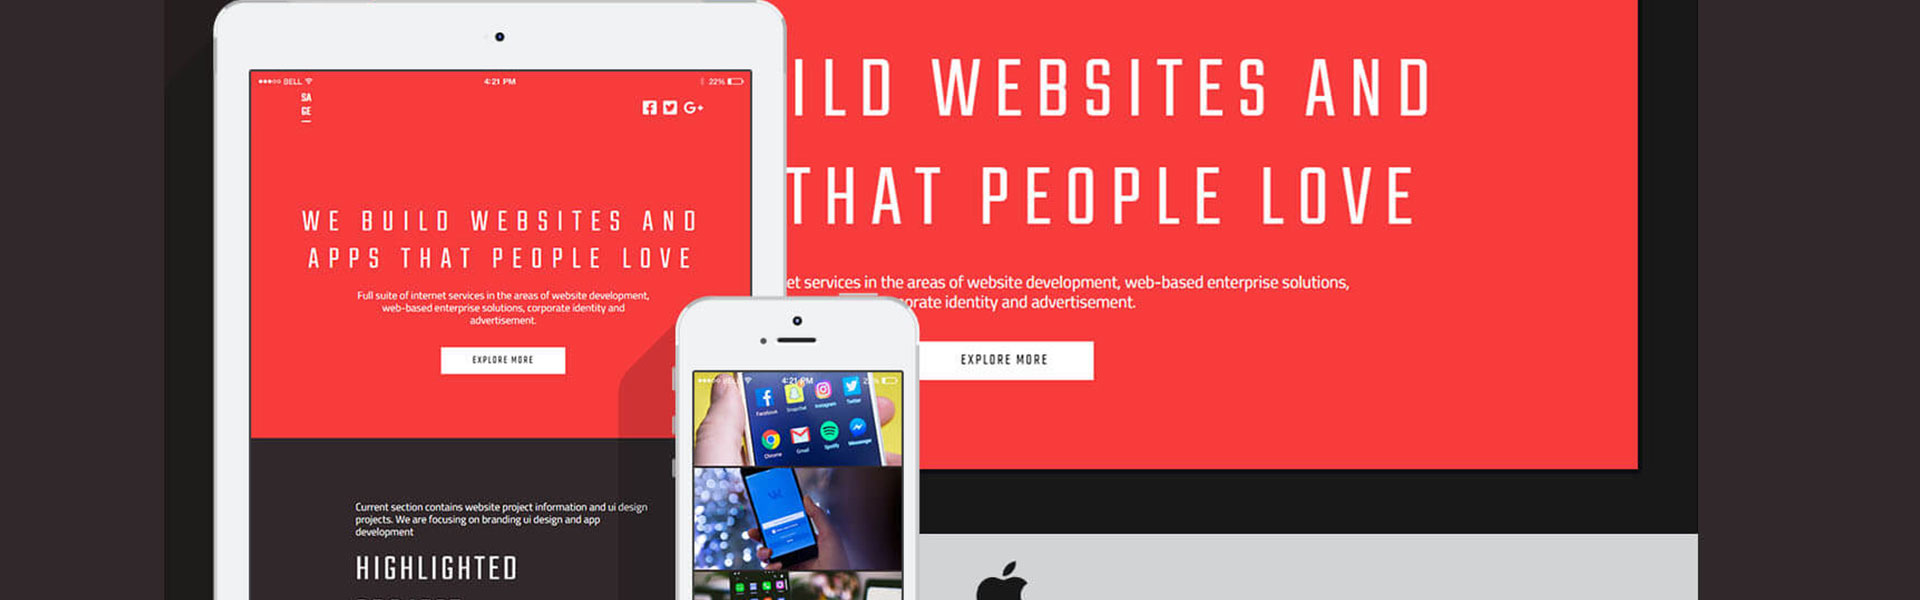 BELL
4:21 PM
22%
SA
GE
G+
WE BUILD WEBSITES AND
APPS THAT PEOPLE LOVE
Full suite of internet services in the areas of website development,
web-based enterprise solutions, corporate identity and
advertisement.
EXPLORE MORE
Current section contains website project information and ui design
projects. We are focusing on branding ui design and app
development
HIGHLIGHTED
ILD WEBSITES AND
THAT PEOPLE LOVE
et services in the areas of website development, web-based enterprise solutions,
orate identity and advertisement.
EXPLORE MORE
4:21 PM
Facebook Snapchat Instagram Twitter
Chrome Gmail Spotify Messenger